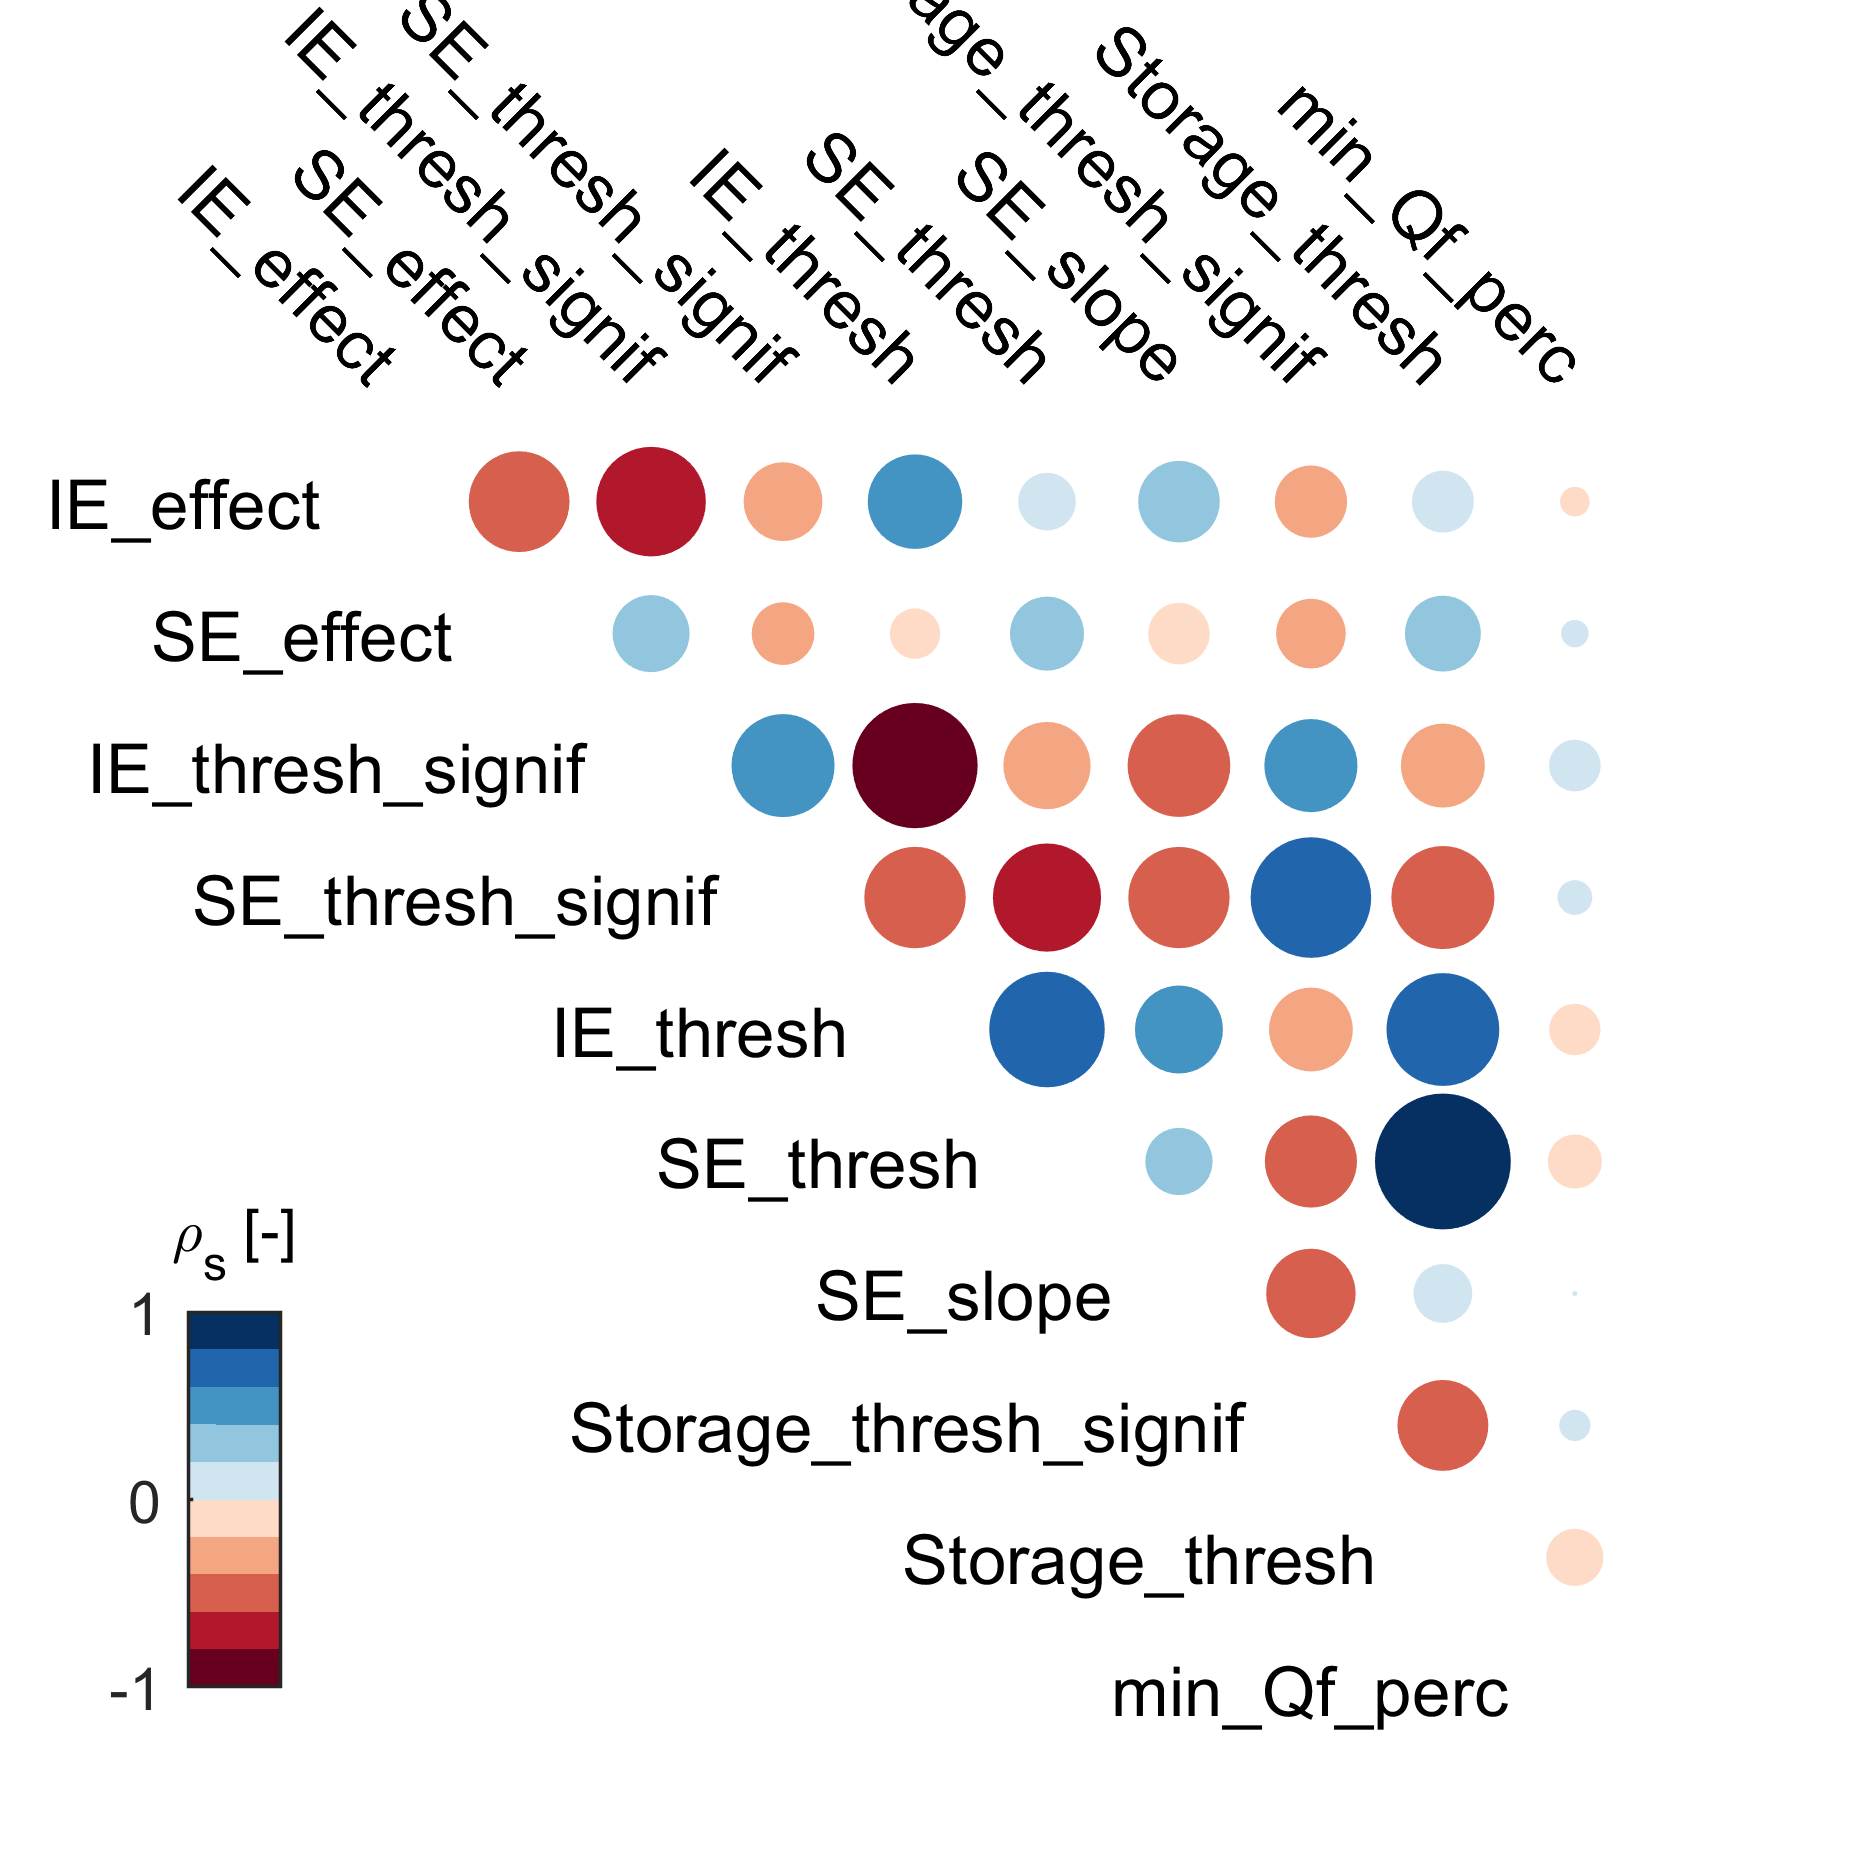 IE_effect
SE_effect
IE_thresh_signif
SE_thresh_signif
IE_thresh
SE_thresh
SE_slope
age_thresh_signif
Storage_thresh
min_Qf_perc
IE_effect
SE_effect
IE_thresh_signif
SE_thresh_signif
IE_thresh
SE_thresh
SE_slope
Storage_thresh_signif
Storage_thresh
min_Qf_perc
ρs [-]
1
0
-1